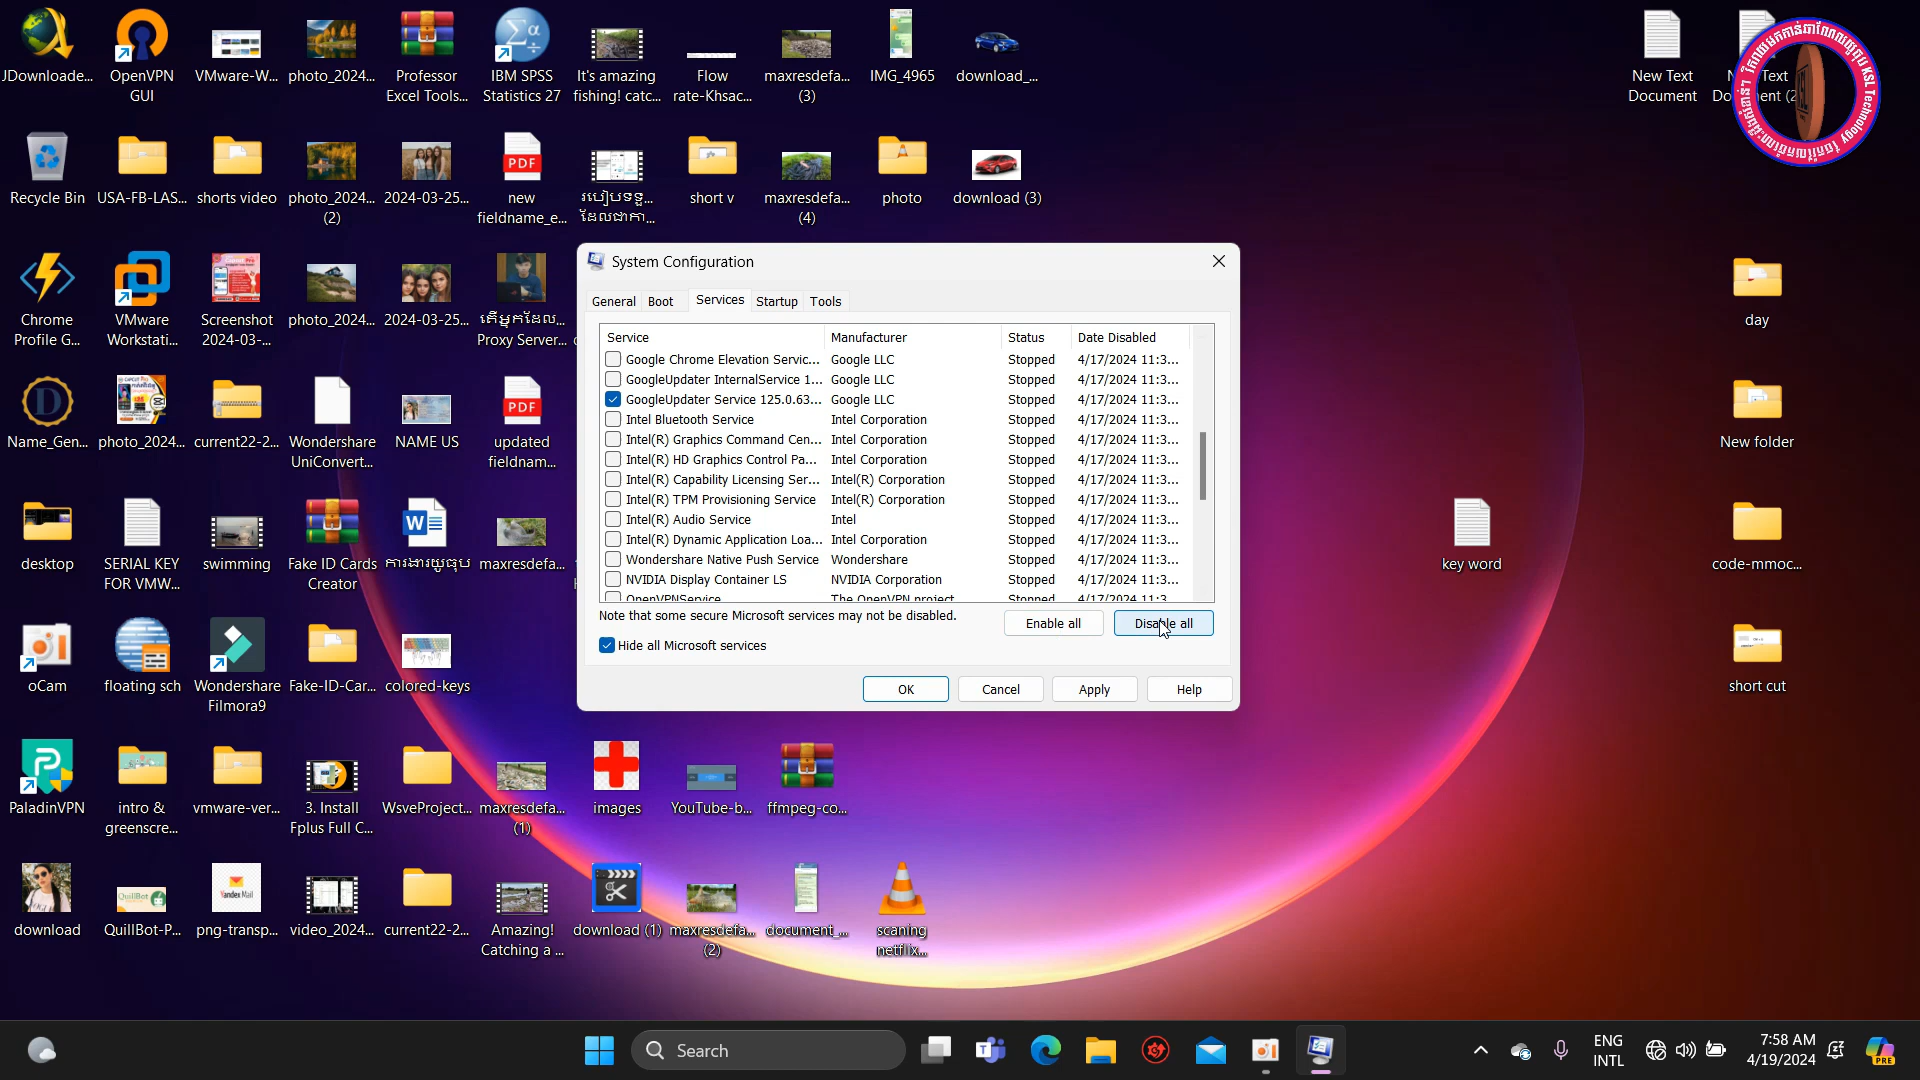 JDownloade...
OpenVPN
GUI
VMware-W...
photo_2024...
Professor
Excel Tools...
IBM SPSS
Statistics 27
It's amazing
fishing! catc...
Flow
rate-Khsac...
maxresdefa...
(3)
IMG_4965
download_...
New Text
Document
KSL Technology
Recycle Bin
USA-FB-LAS...
shorts video
photo_2024...
(2)
2024-03-25...
new
fieldname_e...
របៀបទទួ...
ដែលជាកា...
short v
maxresdefa...
(4)
photo
download (3)
Chrome
Profile G...
VMware
Workstati...
Screenshot
2024-03-...
photo_2024...
2024-03-25...
តើអ្នកដែល...
Proxy Server...
day
Name_Gen...
photo_2024...
current22-2...
Wondershare
UniConvert...
NAME US
updated
fieldnam...
New folder
desktop
SERIAL KEY
FOR VMW...
swimming
Fake ID Cards
Creator
ការងារយូធុប
maxresdefa...
key word
code-mmoc...
oCam
floating sch
Wondershare
Filmora9
Fake-ID-Car...
colored-keys
short cut
PaladinVPN
intro &
greenscre...
vmware-ver...
3. Install
Fplus Full C...
WsveProject...
maxresdefa...
(1)
images
YouTube-b...
ffmpeg-co...
download
QuillBot-P...
png-transp...
video_2024...
current22-2...
Amazing!
Catching a ...
download (1)
maxresdefa...
(2)
document_...
scaning
netflix...
System Configuration
General Boot Services Startup Tools
Service Manufacturer Status Date Disabled
Google Chrome Elevation Servic... Google LLC Stopped 4/17/2024 11:3...
GoogleUpdater InternalService 1... Google LLC Stopped 4/17/2024 11:3...
GoogleUpdater Service 125.0.63... Google LLC Stopped 4/17/2024 11:3...
Intel Bluetooth Service Intel Corporation Stopped 4/17/2024 11:3...
Intel(R) Graphics Command Cen... Intel Corporation Stopped 4/17/2024 11:3...
Intel(R) HD Graphics Control Pa... Intel Corporation Stopped 4/17/2024 11:3...
Intel(R) Capability Licensing Ser... Intel(R) Corporation Stopped 4/17/2024 11:3...
Intel(R) TPM Provisioning Service Intel(R) Corporation Stopped 4/17/2024 11:3...
Intel(R) Audio Service Intel Stopped 4/17/2024 11:3...
Intel(R) Dynamic Application Loa... Intel Corporation Stopped 4/17/2024 11:3...
Wondershare Native Push Service Wondershare Stopped 4/17/2024 11:3...
NVIDIA Display Container LS NVIDIA Corporation Stopped 4/17/2024 11:3...
OpenVPNService The OpenVPN project Stopped 4/17/2024 11:3
Note that some secure Microsoft services may not be disabled.
Enable all Disable all
Hide all Microsoft services
OK Cancel Apply Help
Search
ENG
INTL
7:58 AM
4/19/2024